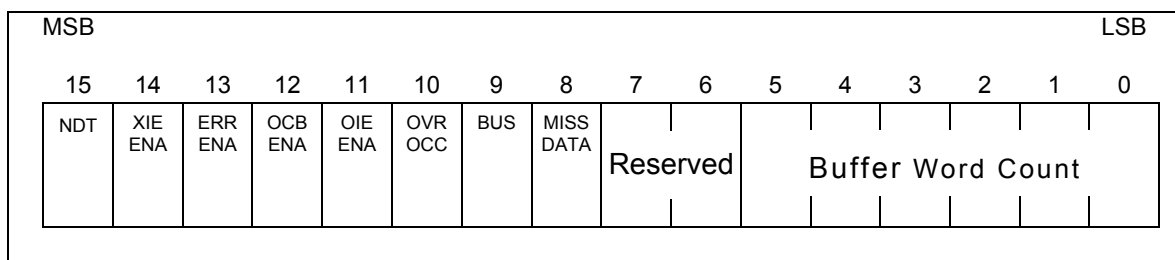 MSB LSB
15 14 13 12 11 10 9 8 7 6 5 4 3 2 1 0
NDT XIE ERR OCB OIE OVR BUS MISS
ENA ENA ENA ENA OCC DATA
Reserved Buffer Word Count